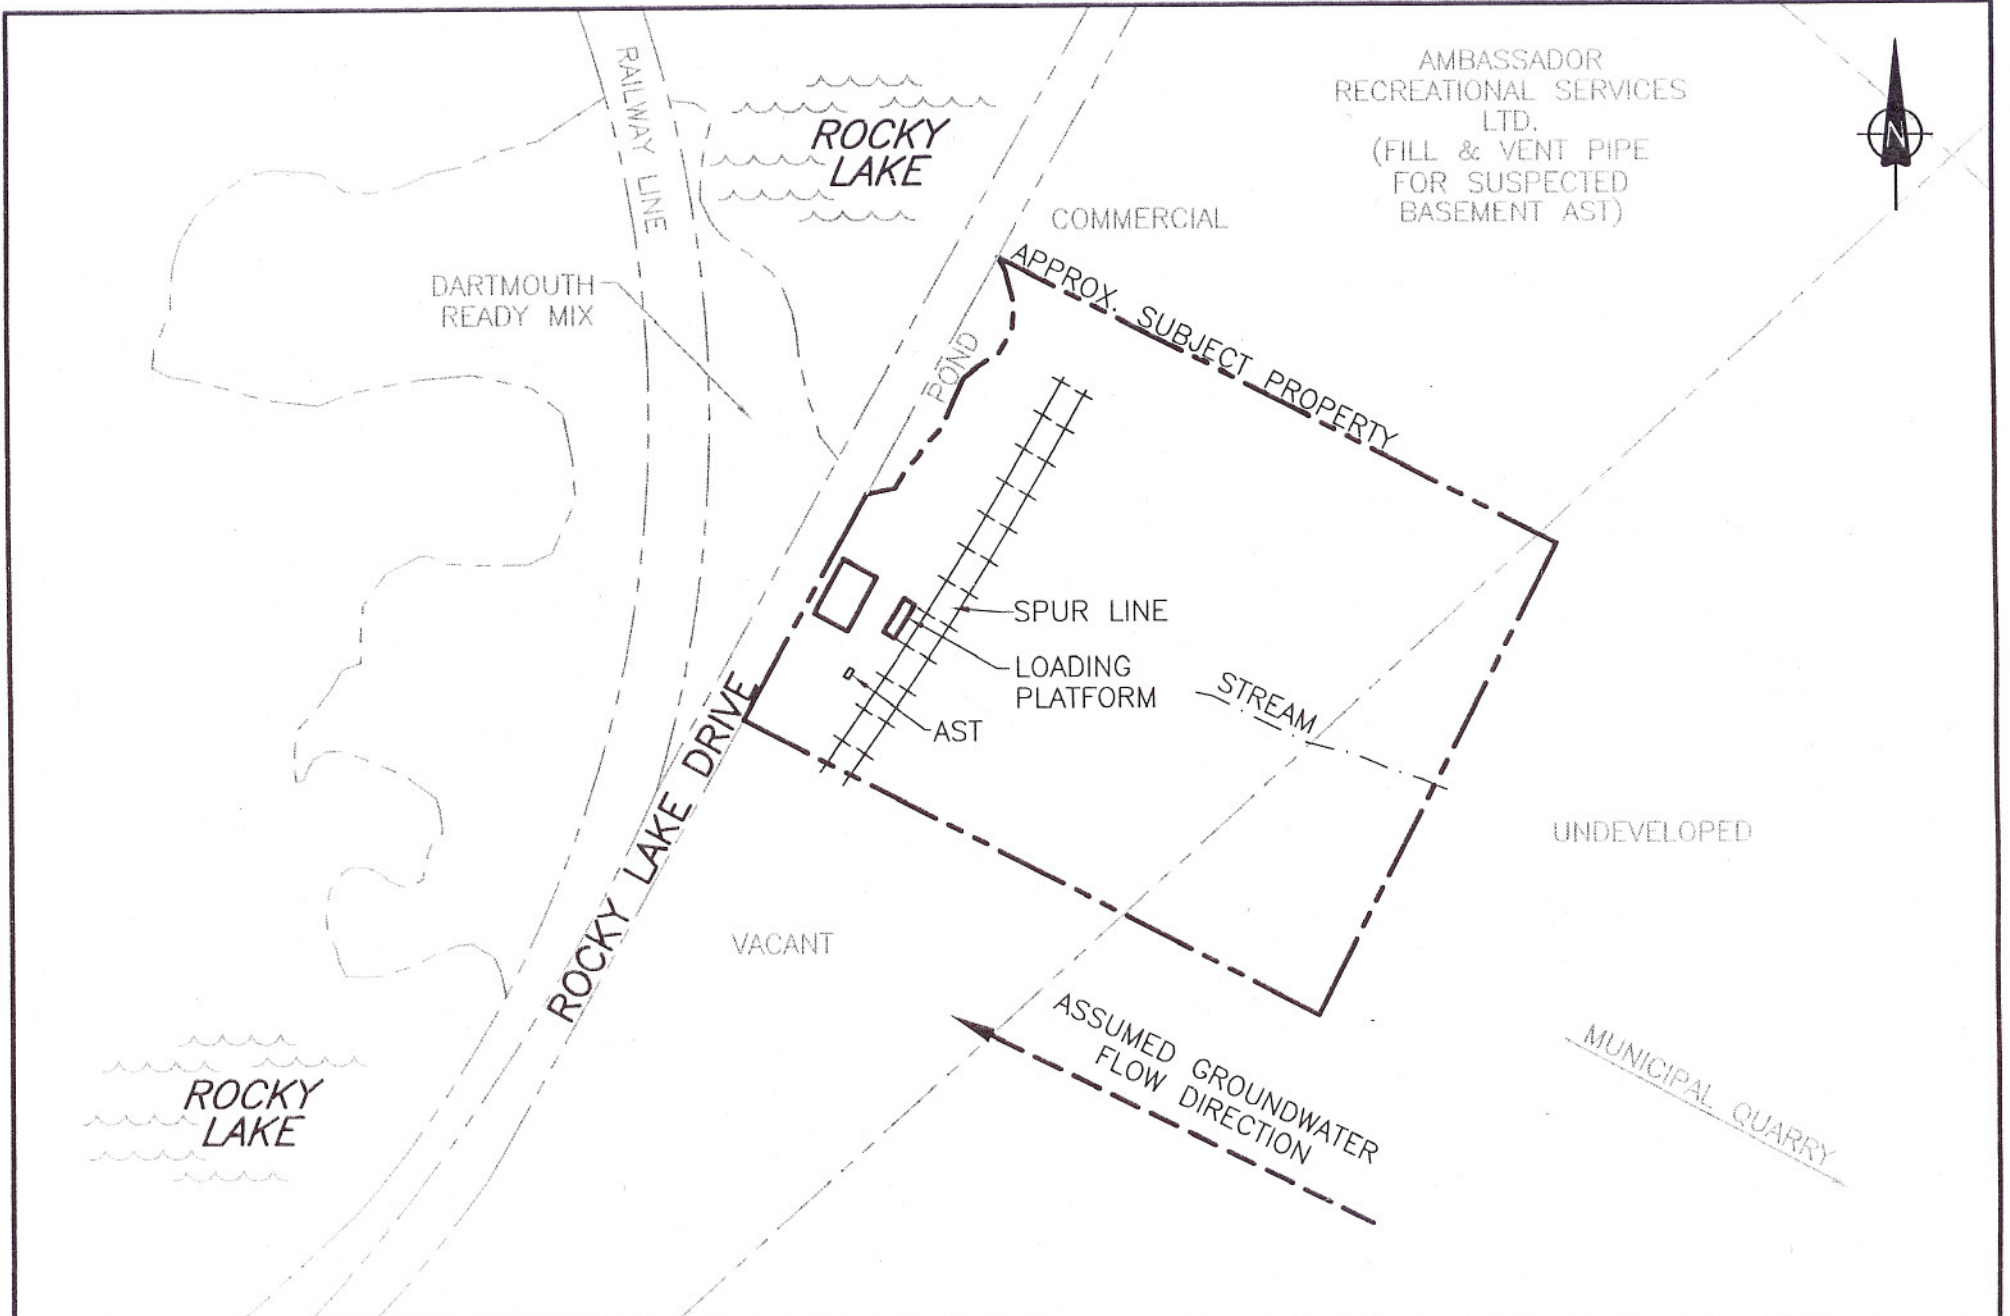 AMBASSADOR
RECREATIONAL SERVICES
LTD.
(FILL & VENT PIPE
FOR SUSPECTED
BASEMENT AST)
N
RAILWAY LINE
ROCKY
LAKE
COMMERCIAL
DARTMOUTH
READY MIX
APPROX. SUBJECT PROPERTY
POND
SPUR LINE
LOADING
PLATFORM
AST
STREAM
ROCKY LAKE DRIVE
UNDEVELOPED
VACANT
ASSUMED GROUNDWATER
FLOW DIRECTION
MUNICIPAL QUARRY
ROCKY
LAKE